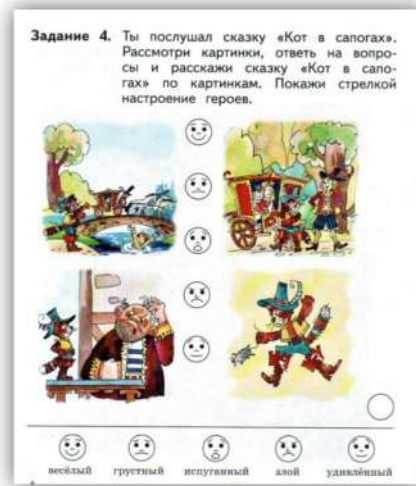 Задание 4. Ты послушал сказку «Кот в сапогах».
Рассмотри картинки, ответь на вопро-
сы и расскажи сказку «Кот в сапо-
гах» по картинкам. Покажи стрелкой
настроение героев.
весёлый грустный испуганный злой удивлённый